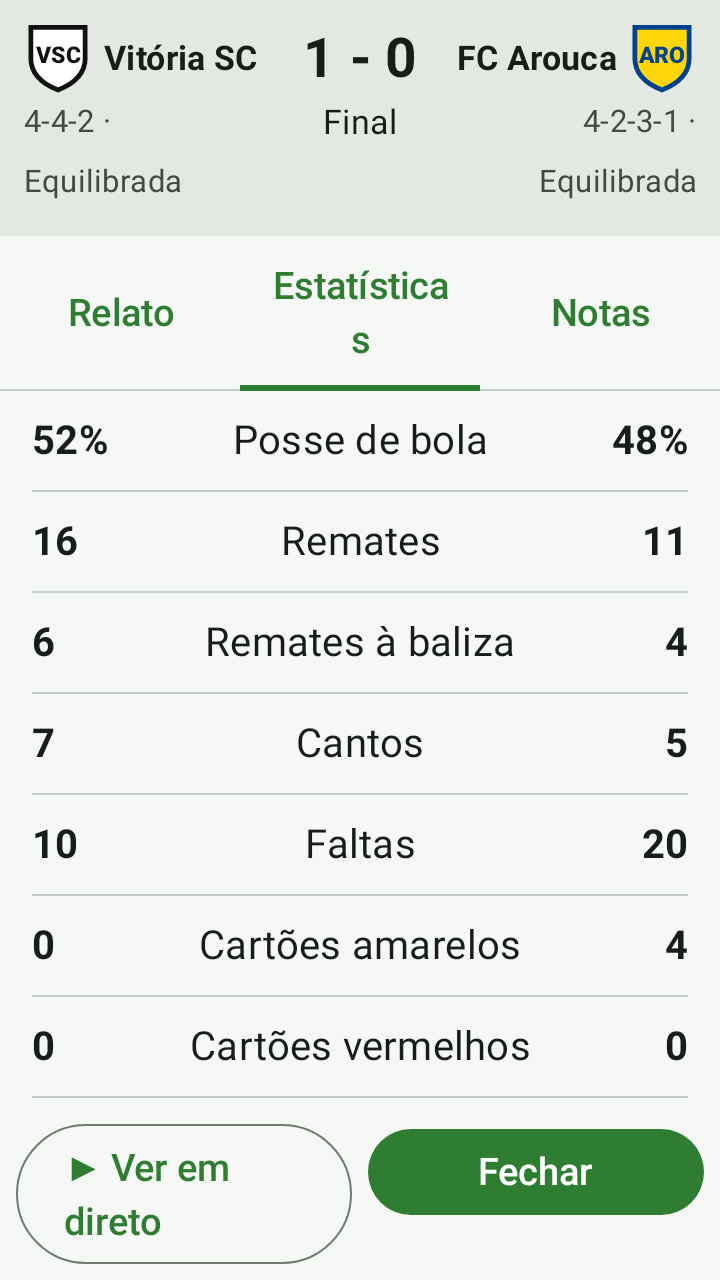 VSC Vitória SC 1 - 0 FC Arouca ARO
4-4-2 · Final 4-2-3-1 ·
Equilibrada Equilibrada
Relato Estatística Notas
s
52% Posse de bola 48%
16 Remates 11
6 Remates à baliza 4
7 Cantos 5
10 Faltas 20
0 Cartões amarelos 4
0 Cartões vermelhos 0
► Ver em Fechar
direto